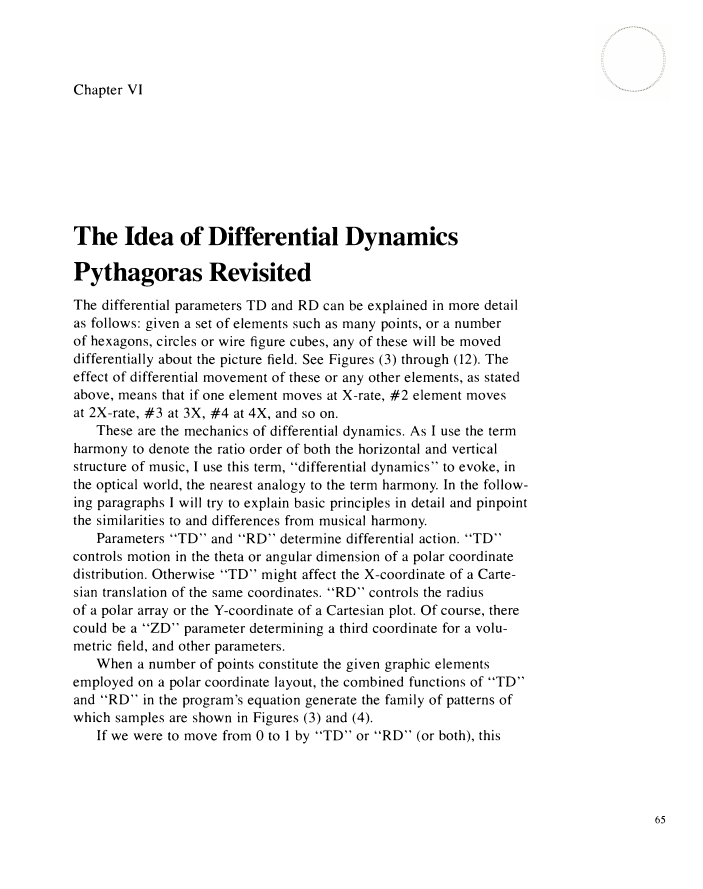 Chapter VI
The Idea of Differential Dynamics
Pythagoras Revisited
The differential parameters TD and RD can be explained in more detail
as follows: given a set of elements such as many points, or a number
of hexagons, circles or wire figure cubes, any of these will be moved
differentially about the picture field. See Figures (3) through (12). The
effect of differential movement of these or any other elements, as stated
above, means that if one element moves at X-rate, #2 element moves
at 2X-rate, #3 at 3X, #4 at 4X, and so on.
These are the mechanics of differential dynamics. As I use the term
harmony to denote the ratio order of both the horizontal and vertical
structure of music, I use this term, “differential dynamics” to evoke, in
the optical world, the nearest analogy to the term harmony. In the follow-
ing paragraphs I will try to explain basic principles in detail and pinpoint
the similarities to and differences from musical harmony.
Parameters “TD” and “RD” determine differential action. “TD”
controls motion in the theta or angular dimension of a polar coordinate
distribution. Otherwise “TD” might affect the X-coordinate of a Carte-
sian translation of the same coordinates. “RD” controls the radius
of a polar array or the Y-coordinate of a Cartesian plot. Of course, there
could be a “ZD” parameter determining a third coordinate for a volu-
metric field, and other parameters.
When a number of points constitute the given graphic elements
employed on a polar coordinate layout, the combined functions of “TD”
and “RD” in the program's equation generate the family of patterns of
which samples are shown in Figures (3) and (4).
If we were to move from 0 to 1 by “TD” or “RD” (or both), this
65